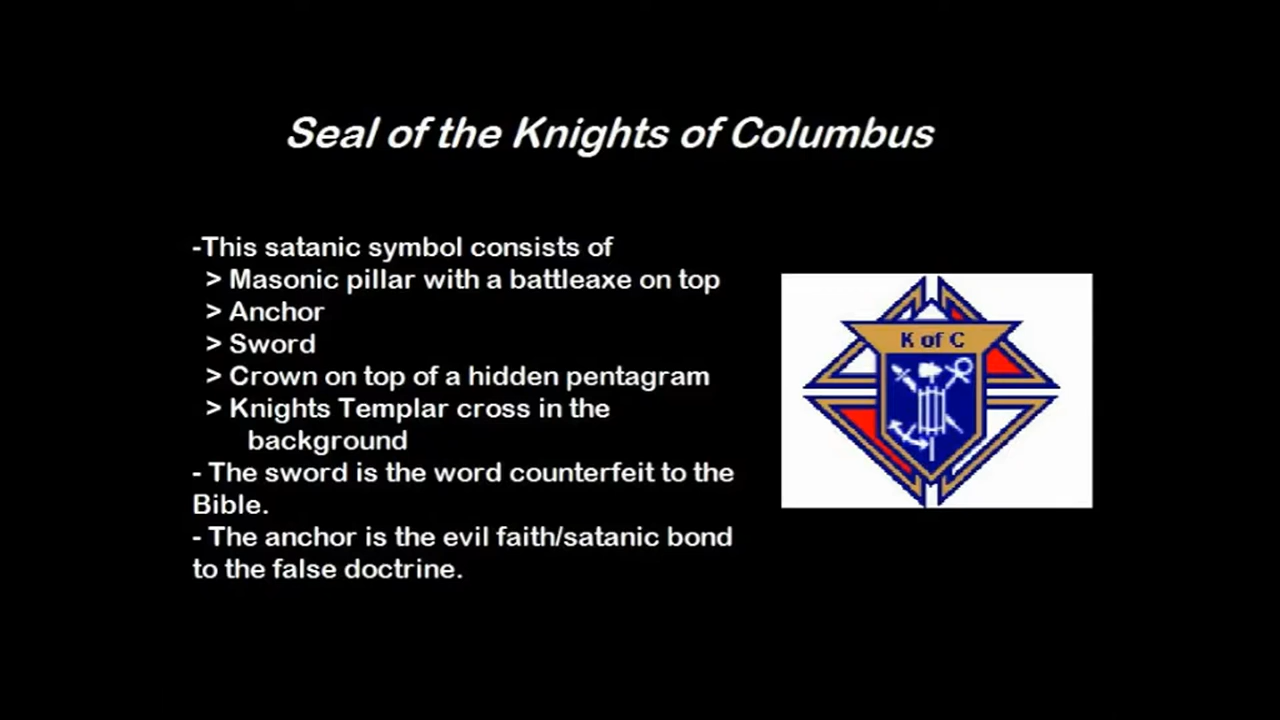 Seal of the Knights of Columbus
-This satanic symbol consists of
> Masonic pillar with a battleaxe on top
> Anchor
> Sword
> Crown on top of a hidden pentagram
> Knights Templar cross in the
background
- The sword is the word counterfeit to the
Bible.
- The anchor is the evil faith/satanic bond
to the false doctrine.
K of C